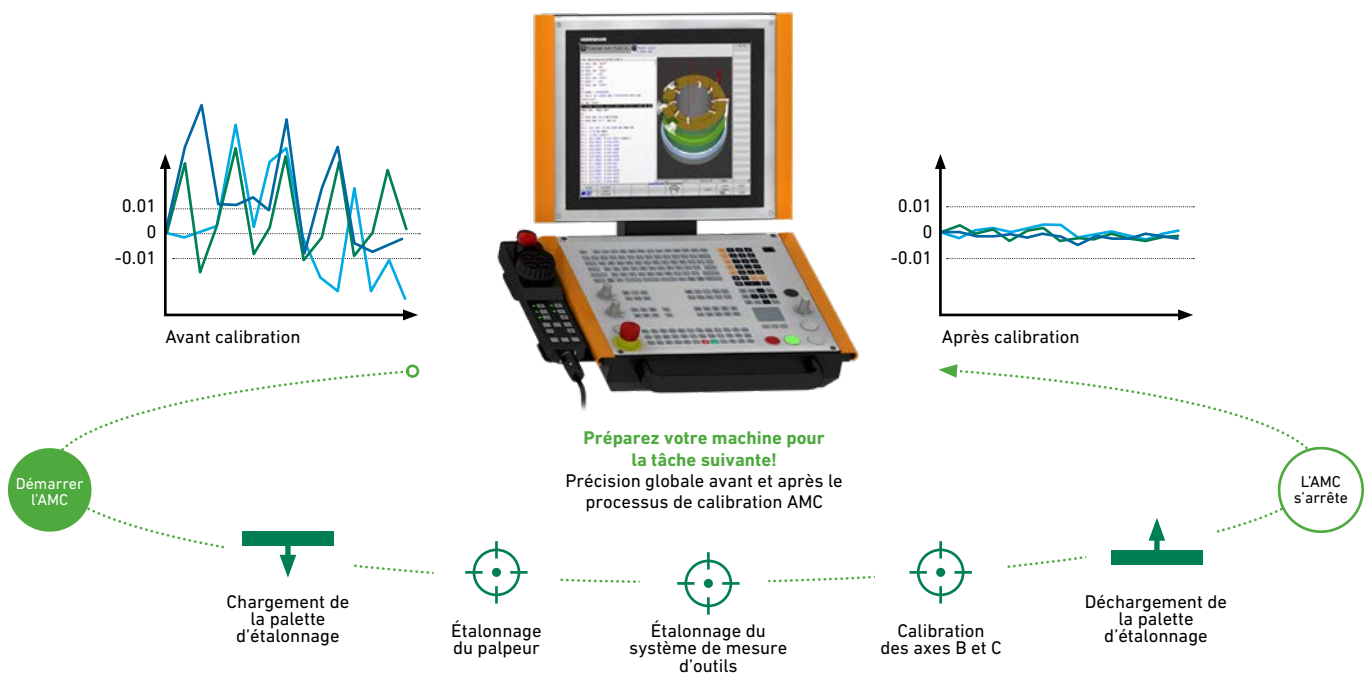 0.01
0
-0.01
Avant calibration
0.01
0
-0.01
Après calibration
Préparez votre machine pour
la tâche suivante!
Précision globale avant et après le
processus de calibration AMC
Démarrer
l'AMC
L'AMC
s'arrête
Chargement de
la palette
d'étalonnage
Étalonnage
du palpeur
Étalonnage du
système de mesure
d'outils
Calibration
des axes B et C
Déchargement de
la palette
d'étalonnage